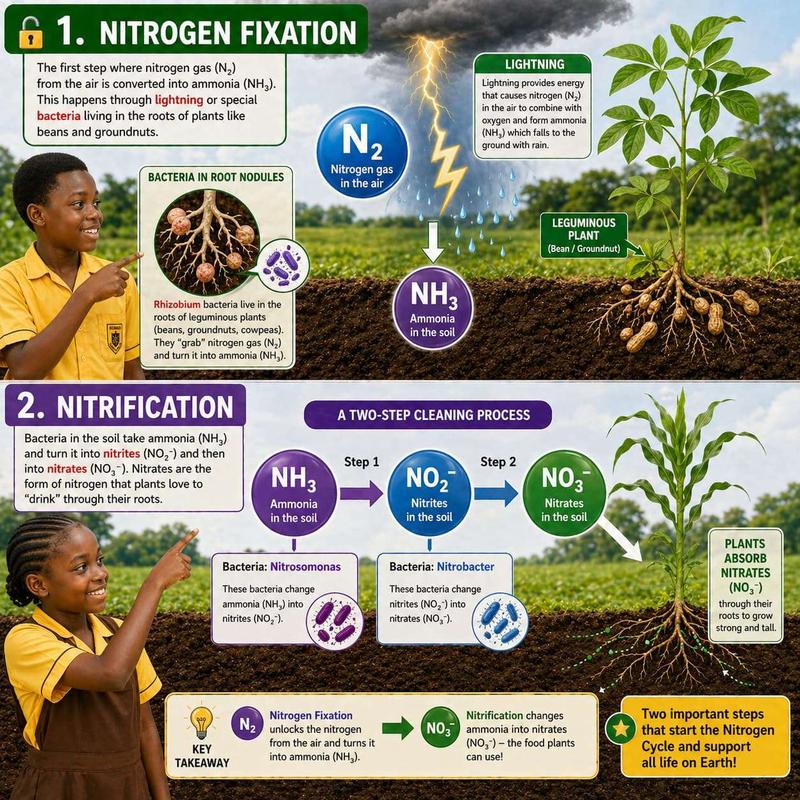 1. NITROGEN FIXATION
The first step where nitrogen gas (N₂)
from the air is converted into ammonia (NH₃).
This happens through lightning or special
bacteria living in the roots of plants like
beans and groundnuts.
N₂
Nitrogen gas
in the air
LIGHTNING
Lightning provides energy
that causes nitrogen (N₂)
in the air to combine with
oxygen and form ammonia
(NH₃) which falls to the
ground with rain.
BACTERIA IN ROOT NODULES
Rhizobium bacteria live in the
roots of leguminous plants
(beans, groundnuts, cowpeas).
They "grab" nitrogen gas (N₂)
and turn it into ammonia (NH₃).
NH₃
Ammonia
in the soil
LEGUMINOUS
PLANT
(Bean / Groundnut)
2. NITRIFICATION
Bacteria in the soil take ammonia (NH₃)
and turn it into nitrites (NO₂⁻) and then
into nitrates (NO₃⁻). Nitrates are the
form of nitrogen that plants love to
"drink" through their roots.
A TWO-STEP CLEANING PROCESS
NH₃
Ammonia
in the soil
Step 1
NO₂⁻
Nitrites
in the soil
Step 2
NO₃⁻
Nitrates
in the soil
Bacteria: Nitrosomonas
These bacteria change
ammonia (NH₃) into
nitrites (NO₂⁻).
Bacteria: Nitrobacter
These bacteria change
nitrites (NO₂⁻) into
nitrates (NO₃⁻).
PLANTS
ABSORB
NITRATES
(NO₃⁻)
through their
roots to grow
strong and tall.
KEY
TAKEAWAY
N₂
Nitrogen Fixation
unlocks the nitrogen
from the air and turns it
into ammonia (NH₃).
NO₃⁻
Nitrification changes
ammonia into nitrates
(NO₃⁻) – the food plants
can use!
Two important steps
that start the Nitrogen
Cycle and support
all life on Earth!